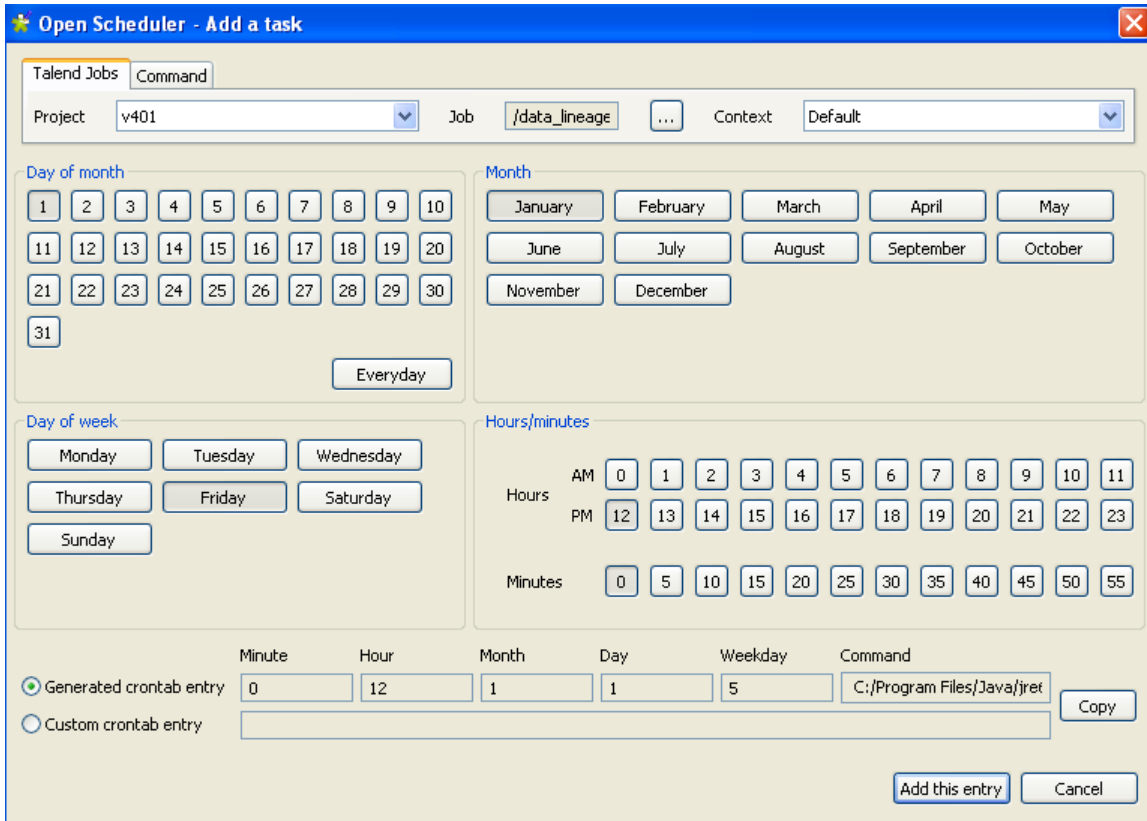 Open Scheduler - Add a task
Talend Jobs Command
Project v401 Job /data_lineage ... Context Default
Day of month
1 2 3 4 5 6 7 8 9 10
11 12 13 14 15 16 17 18 19 20
21 22 23 24 25 26 27 28 29 30
31
Everyday
Month
January February March April May
June July August September October
November December
Day of week
Monday Tuesday Wednesday
Thursday Friday Saturday
Sunday
Hours/minutes
Hours
AM 0 1 2 3 4 5 6 7 8 9 10 11
PM 12 13 14 15 16 17 18 19 20 21 22 23
Minutes 0 5 10 15 20 25 30 35 40 45 50 55
Minute Hour Month Day Weekday Command
Generated crontab entry 0 12 1 1 5 C:/Program Files/Java/jre
Copy
Custom crontab entry
Add this entry Cancel